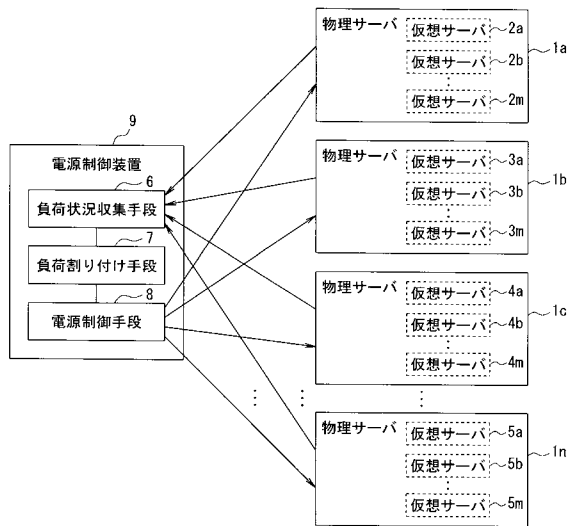 9
電源制御装置
6
負荷状況収集手段
7
負荷割り付け手段
8
電源制御手段
物理サーバ
仮想サーバ 2a
仮想サーバ 2b
仮想サーバ 2m
1a
物理サーバ
仮想サーバ 3a
仮想サーバ 3b
仮想サーバ 3m
1b
物理サーバ
仮想サーバ 4a
仮想サーバ 4b
仮想サーバ 4m
1c
物理サーバ
仮想サーバ 5a
仮想サーバ 5b
仮想サーバ 5m
1n